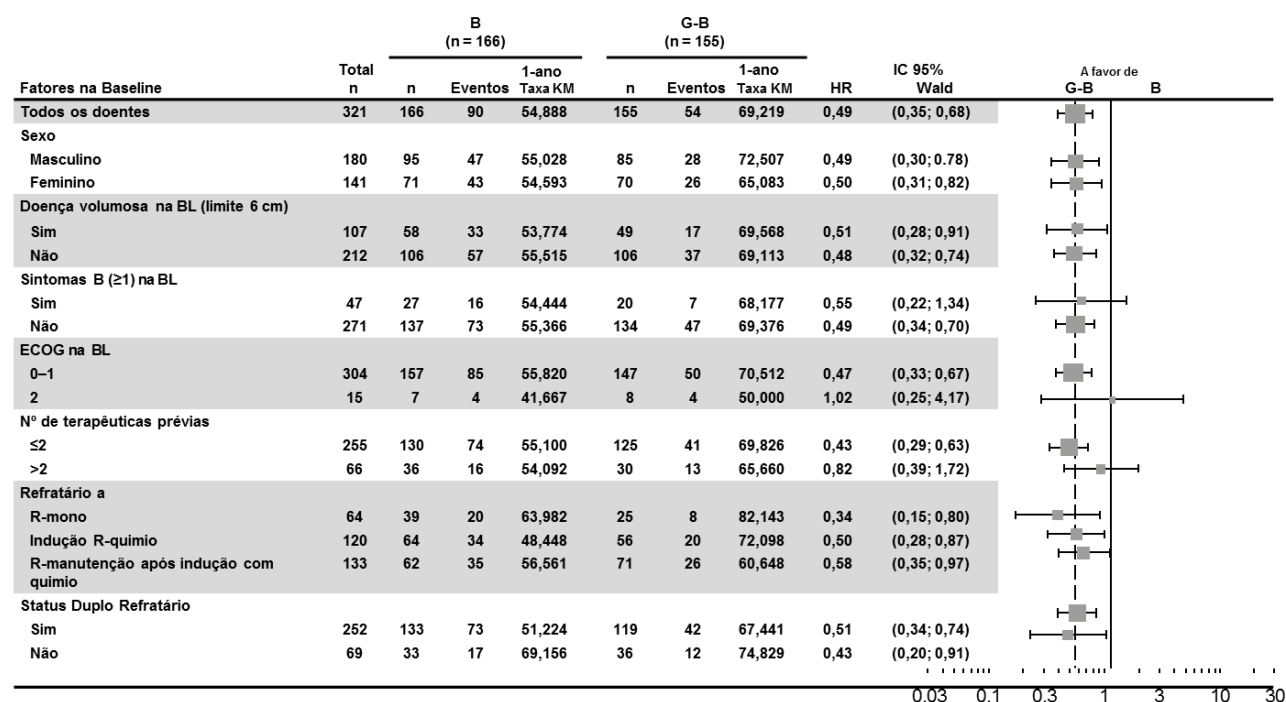 B G-B
(n = 166) (n = 155)
Total 1-ano 1-ano IC 95% A favor de
Fatores na Baseline n n Eventos Taxa KM n Eventos Taxa KM HR Wald G-B B
Todos os doentes 321 166 90 54,888 155 54 69,219 0,49 (0,35; 0,68)
Sexo
Masculino 180 95 47 55,028 85 28 72,507 0,49 (0,30; 0.78)
Feminino 141 71 43 54,593 70 26 65,083 0,50 (0,31; 0,82)
Doença volumosa na BL (limite 6 cm)
Sim 107 58 33 53,774 49 17 69,568 0,51 (0,28; 0,91)
Não 212 106 57 55,515 106 37 69,113 0,48 (0,32; 0,74)
Sintomas B (≥1) na BL
Sim 47 27 16 54,444 20 7 68,177 0,55 (0,22; 1,34)
Não 271 137 73 55,366 134 47 69,376 0,49 (0,34; 0,70)
ECOG na BL
0–1 304 157 85 55,820 147 50 70,512 0,47 (0,33; 0,67)
2 15 7 4 41,667 8 4 50,000 1,02 (0,25; 4,17)
Nº de terapêuticas prévias
≤2 255 130 74 55,100 125 41 69,826 0,43 (0,29; 0,63)
>2 66 36 16 54,092 30 13 65,660 0,82 (0,39; 1,72)
Refratário a
R-mono 64 39 20 63,982 25 8 82,143 0,34 (0,15; 0,80)
Indução R-quimio 120 64 34 48,448 56 20 72,098 0,50 (0,28; 0,87)
R-manutenção após indução com 133 62 35 56,561 71 26 60,648 0,58 (0,35; 0,97)
quimio
Status Duplo Refratário
Sim 252 133 73 51,224 119 42 67,441 0,51 (0,34; 0,74)
Não 69 33 17 69,156 36 12 74,829 0,43 (0,20; 0,91)
0.03 0.1 0.3 1 3 10 30